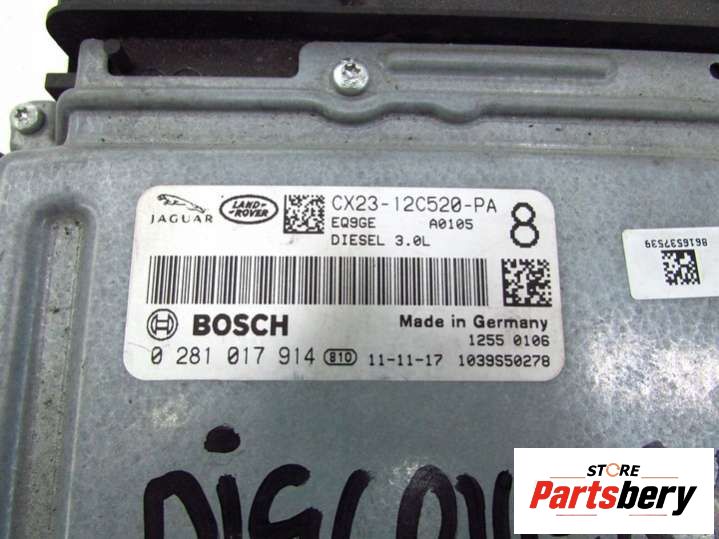 JAGUAR
LAND-
-ROVER
CX23-12C520-PA
EQ9GE A0105
8
DIESEL 3.0L
BOSCH
Made in Germany
1255 0106
0 281 017 914 810 11-11-17 1039S50278
8616537539
STORE
Partsbery